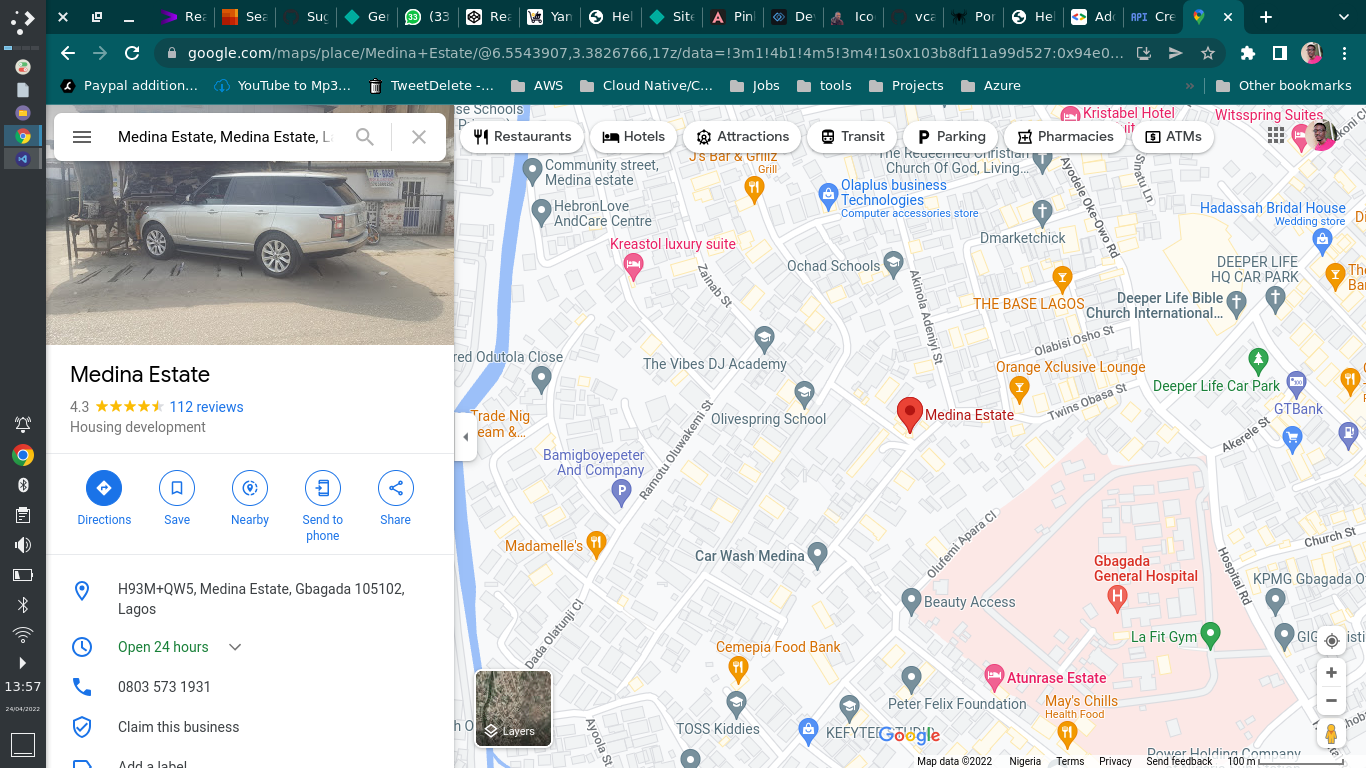 Rea
Sea
Sug
Ger
(33
Rea
Yan
Hel
Site
Pinl
De
Ico
vca
Por
Hel
Add
API Cre
google.com/maps/place/Medina+Estate/@6.5543907,3.3826766,17z/data=!3m1!4b1!4m5!3m4!1s0x103b8df11a99d527:0x94e0...
Paypal addition...
YouTube to Mp3...
TweetDelete -...
AWS
Cloud Native/C...
Jobs
tools
Projects
Azure
»
Other bookmarks
Medina Estate, Medina Estate, La
Restaurants
Hotels
Attractions
Transit
Parking
Pharmacies
ATMs
Medina Estate
4.3
112 reviews
Housing development
Directions
Save
Nearby
Send to
phone
Share
H93M+QW5, Medina Estate, Gbagada 105102,
Lagos
Open 24 hours
0803 573 1931
Claim this business
Add a label
13:57
24/04/2022
se Schools
Kristabel Hotel
Witsspring Suites
J's Bar & Grillz
Grill
The Redeemed Christian
Church Of God, Living...
Community street,
Medina estate
Olaplus business
Technologies
Computer accessories store
HebronLove
AndCare Centre
Hadassah Bridal House
Wedding store
Dmarketchick
Kreastol luxury suite
Ochad Schools
Zainab St
Akinola Adeniyi St
Ayodele Oke-Owo Rd
Sinatu Ln
DEEPER LIFE
HQ CAR PARK
THE BASE LAGOS
Deeper Life Bible
Church International...
Olabisi Osho St
red Odutola Close
The Vibes DJ Academy
Orange Xclusive Lounge
Deeper Life Car Park
Twins Obasa St
GTBank
Trade Nig
eam &...
Olivespring School
Medina Estate
Akerele St
Bamigboyepeter
And Company
Ramotu Oluwakemi St
Madamelle's
Car Wash Medina
Olufemi Apara Cl
Church St
Gbagada
General Hospital
Hospital Rd
KPMG Gbagada O
Beauty Access
La Fit Gym
Dada Olatunji Cl
Cemepia Food Bank
Atunrase Estate
Peter Felix Foundation
May's Chills
Health Food
TOSS Kiddies
Ayoola St
Layers
Google
Power Holding Company
Map data ©2022
Nigeria
Terms
Privacy
Send feedback
100 m